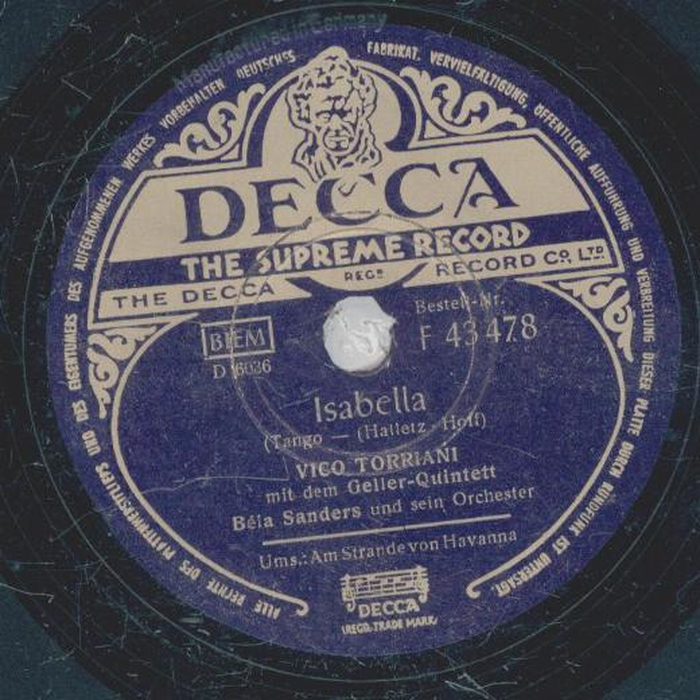 Manufactured in Germany
ALLE RECHTE DES PLATTENHERSTELLERS UND DES EIGENTÜMERS DES AUFGENOMMENEN WERKES VORBEHALTEN DEUTSCHES FABRIKAT. VERVIELFÄLTIGUNG, ÖFFENTLICHE AUFFÜHRUNG UND VERBREITUNG DIESER PLATTE DURCH RUNDFUNK IST UNTERSAGT.
DECCA
THE SUPREME RECORD
THE DECCA REGD RECORD CO., LTD.
Bestell-Nr.
BIEM F 43478
D 16036
Isabella
(Tango — (Halletz - Hoff)
VICO TORRIANI
mit dem Geller-Quintett
Béla Sanders und sein Orchester
Ums.: Am Strande von Havanna
DECCA
(REGD. TRADE MARK)